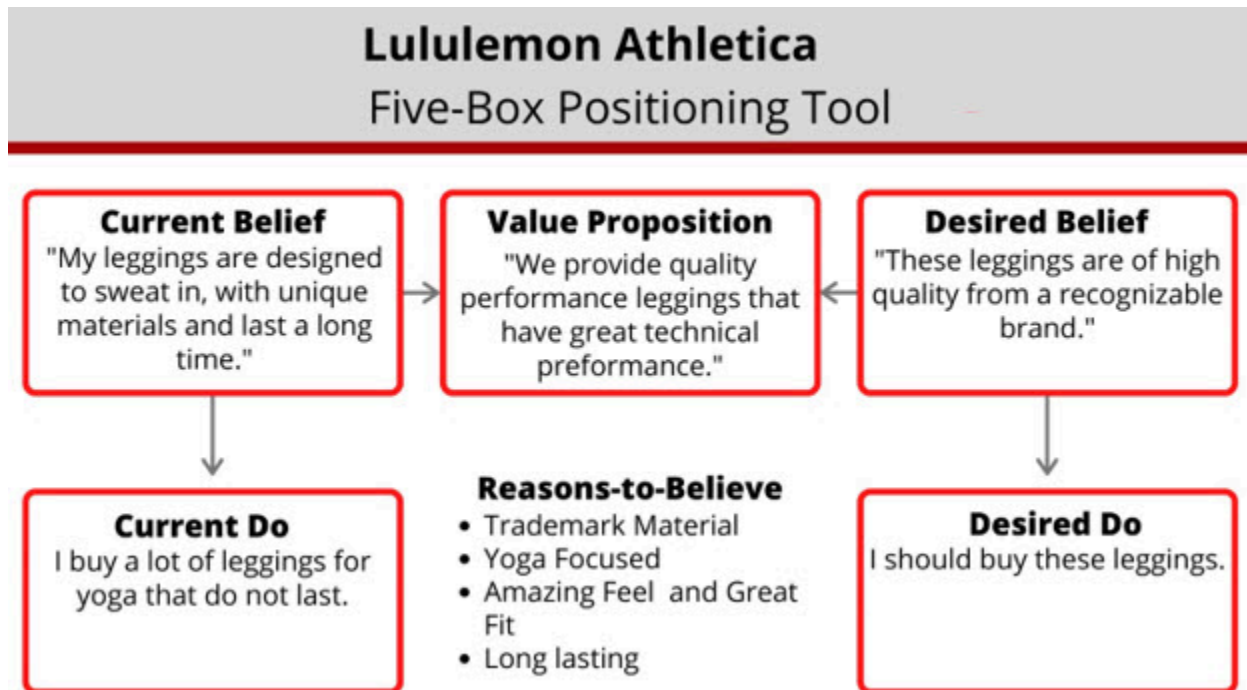 Lululemon Athletica
Five-Box Positioning Tool
Current Belief
"My leggings are designed
to sweat in, with unique
materials and last a long
time."
Value Proposition
"We provide quality
performance leggings that
have great technical
preformance."
Desired Belief
"These leggings are of high
quality from a recognizable
brand."
Current Do
I buy a lot of leggings for
yoga that do not last.
Reasons-to-Believe
• Trademark Material
• Yoga Focused
• Amazing Feel and Great
Fit
• Long lasting
Desired Do
I should buy these leggings.